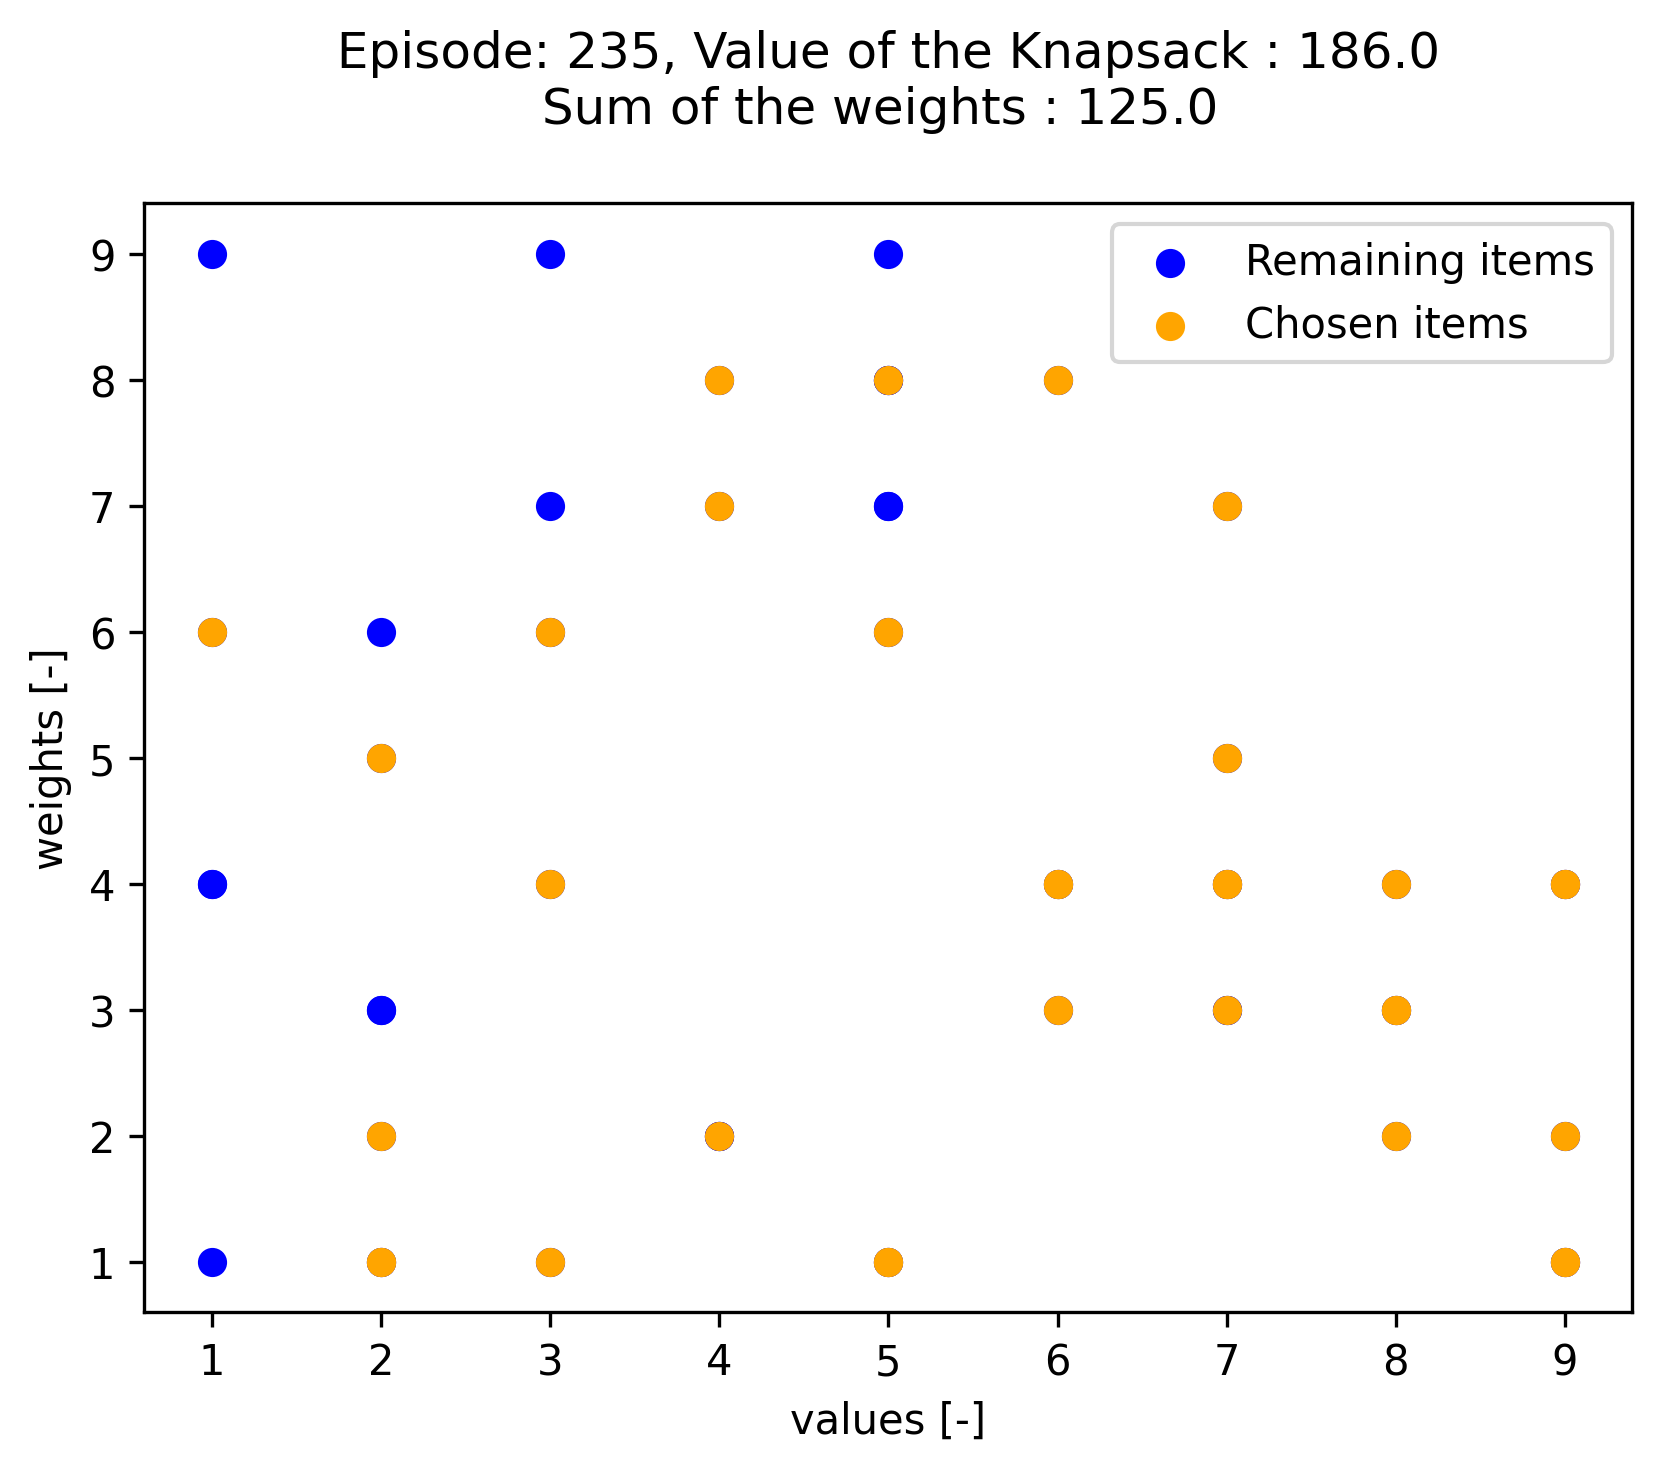 Episode: 235, Value of the Knapsack : 186.0
Sum of the weights : 125.0
Remaining items
Chosen items
9
8
7
6
5
4
3
2
1
weights [-]
1 2 3 4 5 6 7 8 9
values [-]